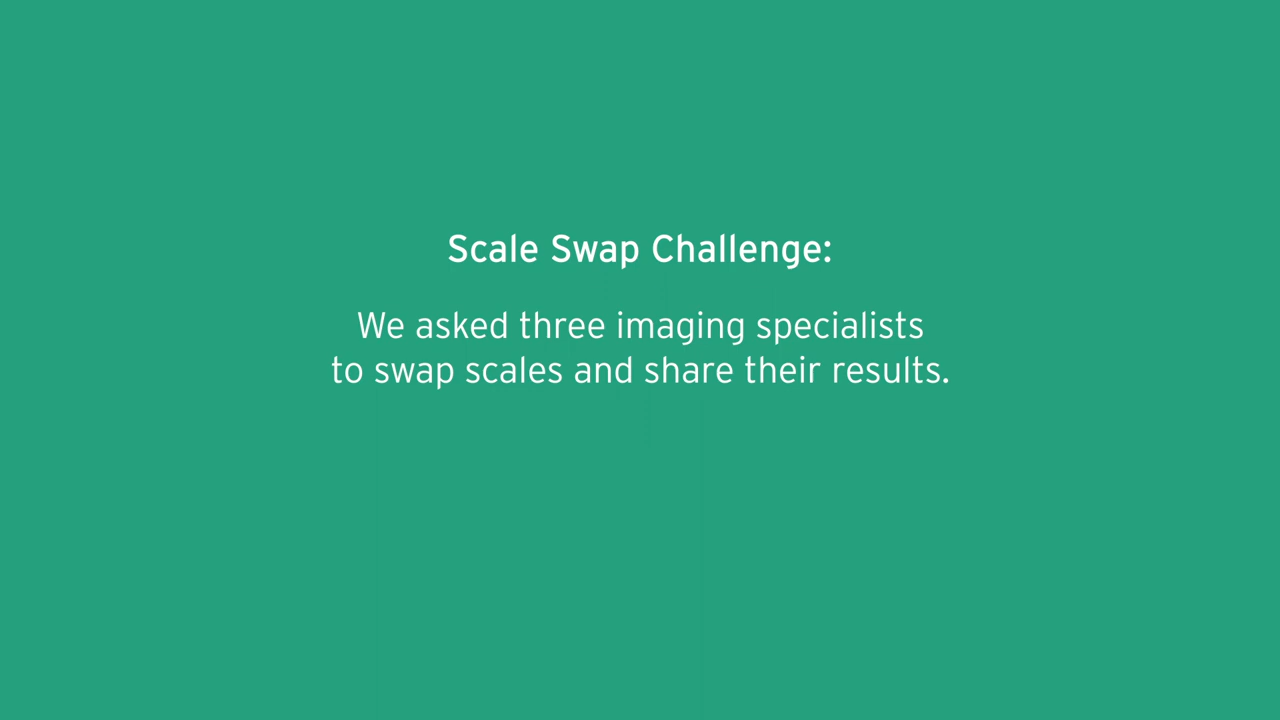 Scale Swap Challenge:
We asked three imaging specialists
to swap scales and share their results.